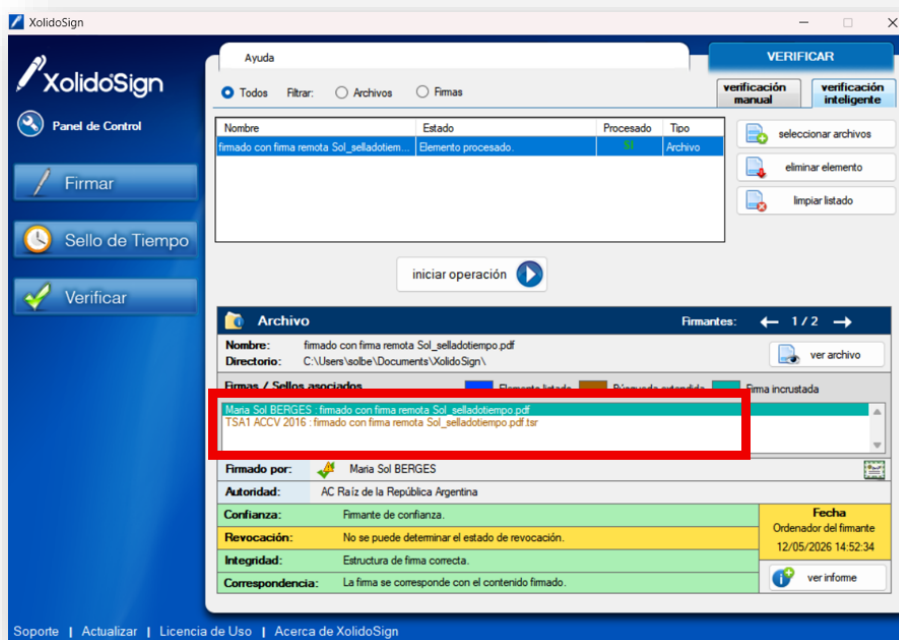 XolidoSign
XolidoSign
Panel de Control
Firmar
Sello de Tiempo
Verificar
Ayuda
VERIFICAR
Todos Filtrar: Archivos Firmas
verificación manual
verificación inteligente
Nombre Estado Procesado Tipo
firmado con firma remota Sol_selladotiem... Elemento procesado. SI Archivo
seleccionar archivos
eliminar elemento
limpiar listado
iniciar operación
Archivo Firmantes: 1/2
Nombre: firmado con firma remota Sol_selladotiempo.pdf
Directorio: C:\Users\solbe\Documents\XolidoSign\
ver archivo
Firmas / Sellos asociados Elemento listado Búsqueda extendida Firma incrustada
Maria Sol BERGES : firmado con firma remota Sol_selladotiempo.pdf
TSA1 ACCV 2016 : firmado con firma remota Sol_selladotiempo.pdf.tsr
Firmado por: Maria Sol BERGES
Autoridad: AC Raíz de la República Argentina
Confianza: Firmante de confianza.
Revocación: No se puede determinar el estado de revocación.
Integridad: Estructura de firma correcta.
Correspondencia: La firma se corresponde con el contenido firmado.
Fecha
Ordenador del firmante
12/05/2026 14:52:34
ver informe
Soporte | Actualizar | Licencia de Uso | Acerca de XolidoSign